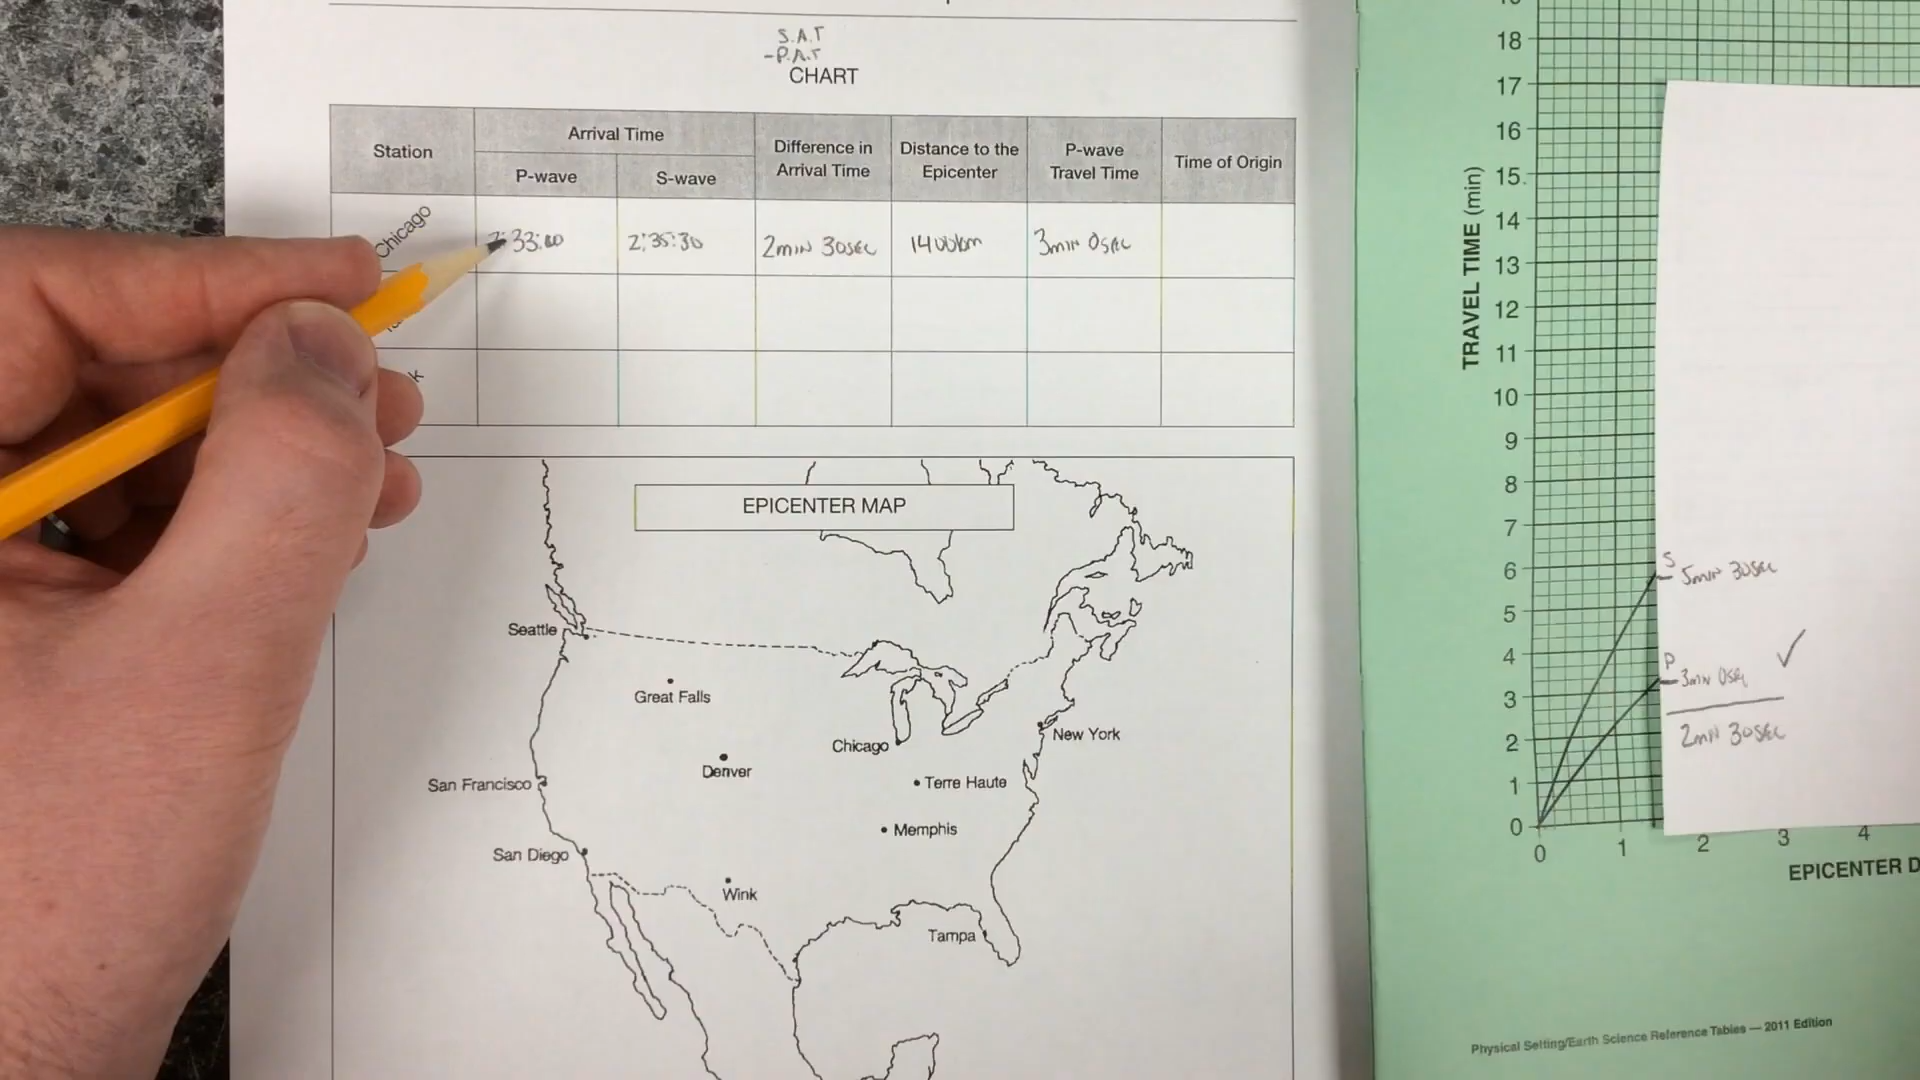 S.A.T
-P.A.T
CHART
Station
Arrival Time
P-wave
S-wave
Difference in
Arrival Time
Distance to the
Epicenter
P-wave
Travel Time
Time of Origin
Chicago
2:33:00
2:35:30
2min 30sec
1400km
3min 0sec
k
EPICENTER MAP
Seattle
Great Falls
Chicago
New York
Denver
San Francisco
Terre Haute
Memphis
San Diego
Wink
Tampa
TRAVEL TIME (min)
18
17
16
15
14
13
12
11
10
9
8
7
6
5
4
3
2
1
0
0
1
2
3
4
EPICENTER D
S
5min 30sec
P
3min 0sec
2min 30sec
Physical Setting/Earth Science Reference Tables — 2011 Edition